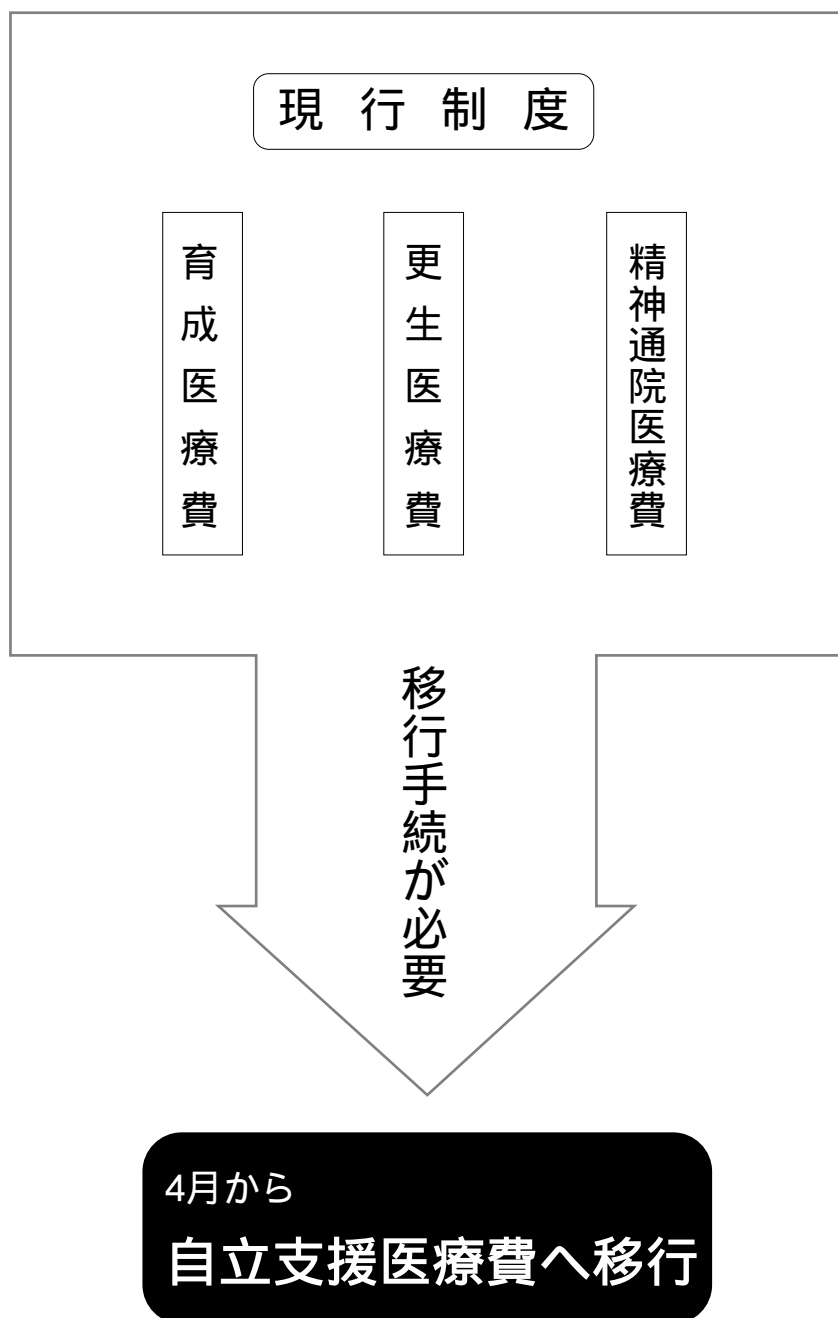 現行制度
育成医療費
更生医療費
精神通院医療費
移行手続が必要
4月から
自立支援医療費へ移行